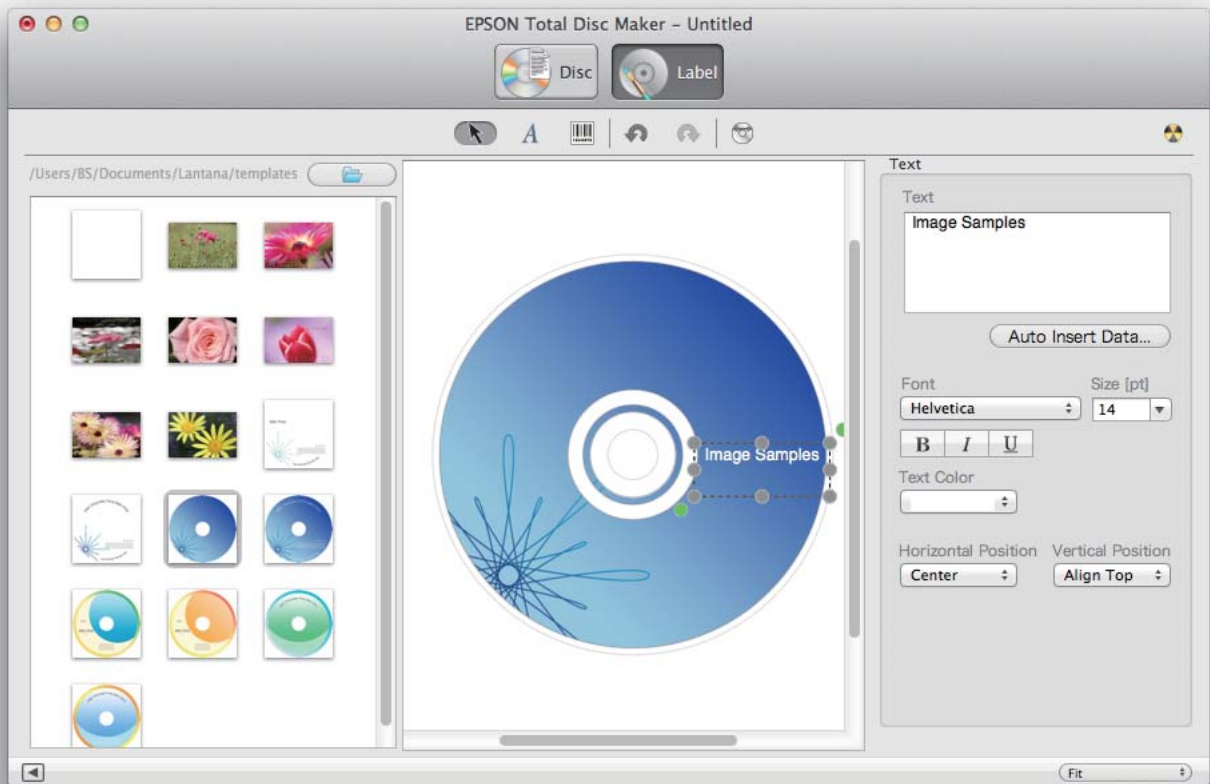 EPSON Total Disc Maker – Untitled
Disc
Label
A
/Users/BS/Documents/Lantana/templates
Text
Text
Image Samples
Auto Insert Data...
Font
Size [pt]
Helvetica
14
B I U
Text Color
Horizontal Position
Vertical Position
Center
Align Top
Image Samples
Fit